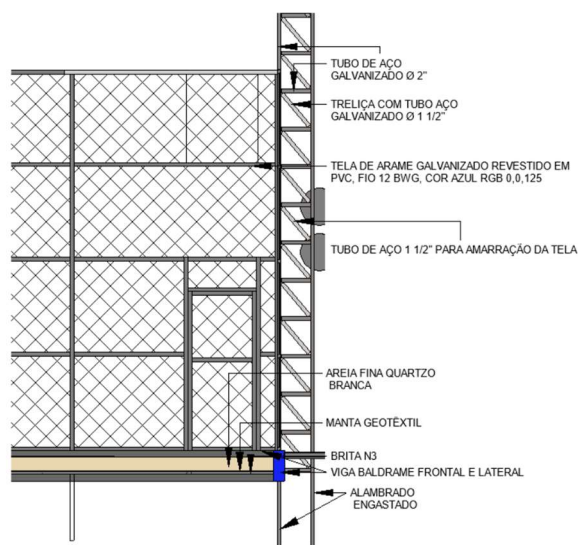 TUBO DE AÇO
GALVANIZADO Ø 2"
TRELIÇA COM TUBO AÇO
GALVANIZADO Ø 1 1/2"
TELA DE ARAME GALVANIZADO REVESTIDO EM
PVC, FIO 12 BWG, COR AZUL RGB 0,0,125
TUBO DE AÇO 1 1/2" PARA AMARRAÇÃO DA TELA
AREIA FINA QUARTZO
BRANCA
MANTA GEOTÊXTIL
BRITA N3
VIGA BALDRAME FRONTAL E LATERAL
ALAMBRADO
ENGASTADO